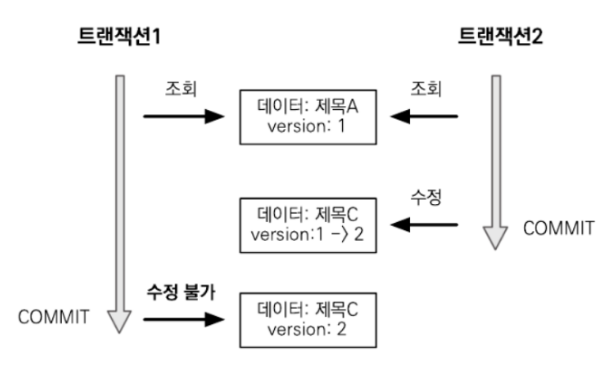 트랜잭션1
트랜잭션2
조회
조회
데이터: 제목A
version: 1
수정
데이터: 제목C
version:1 -> 2
COMMIT
수정 불가
데이터: 제목C
version: 2
COMMIT